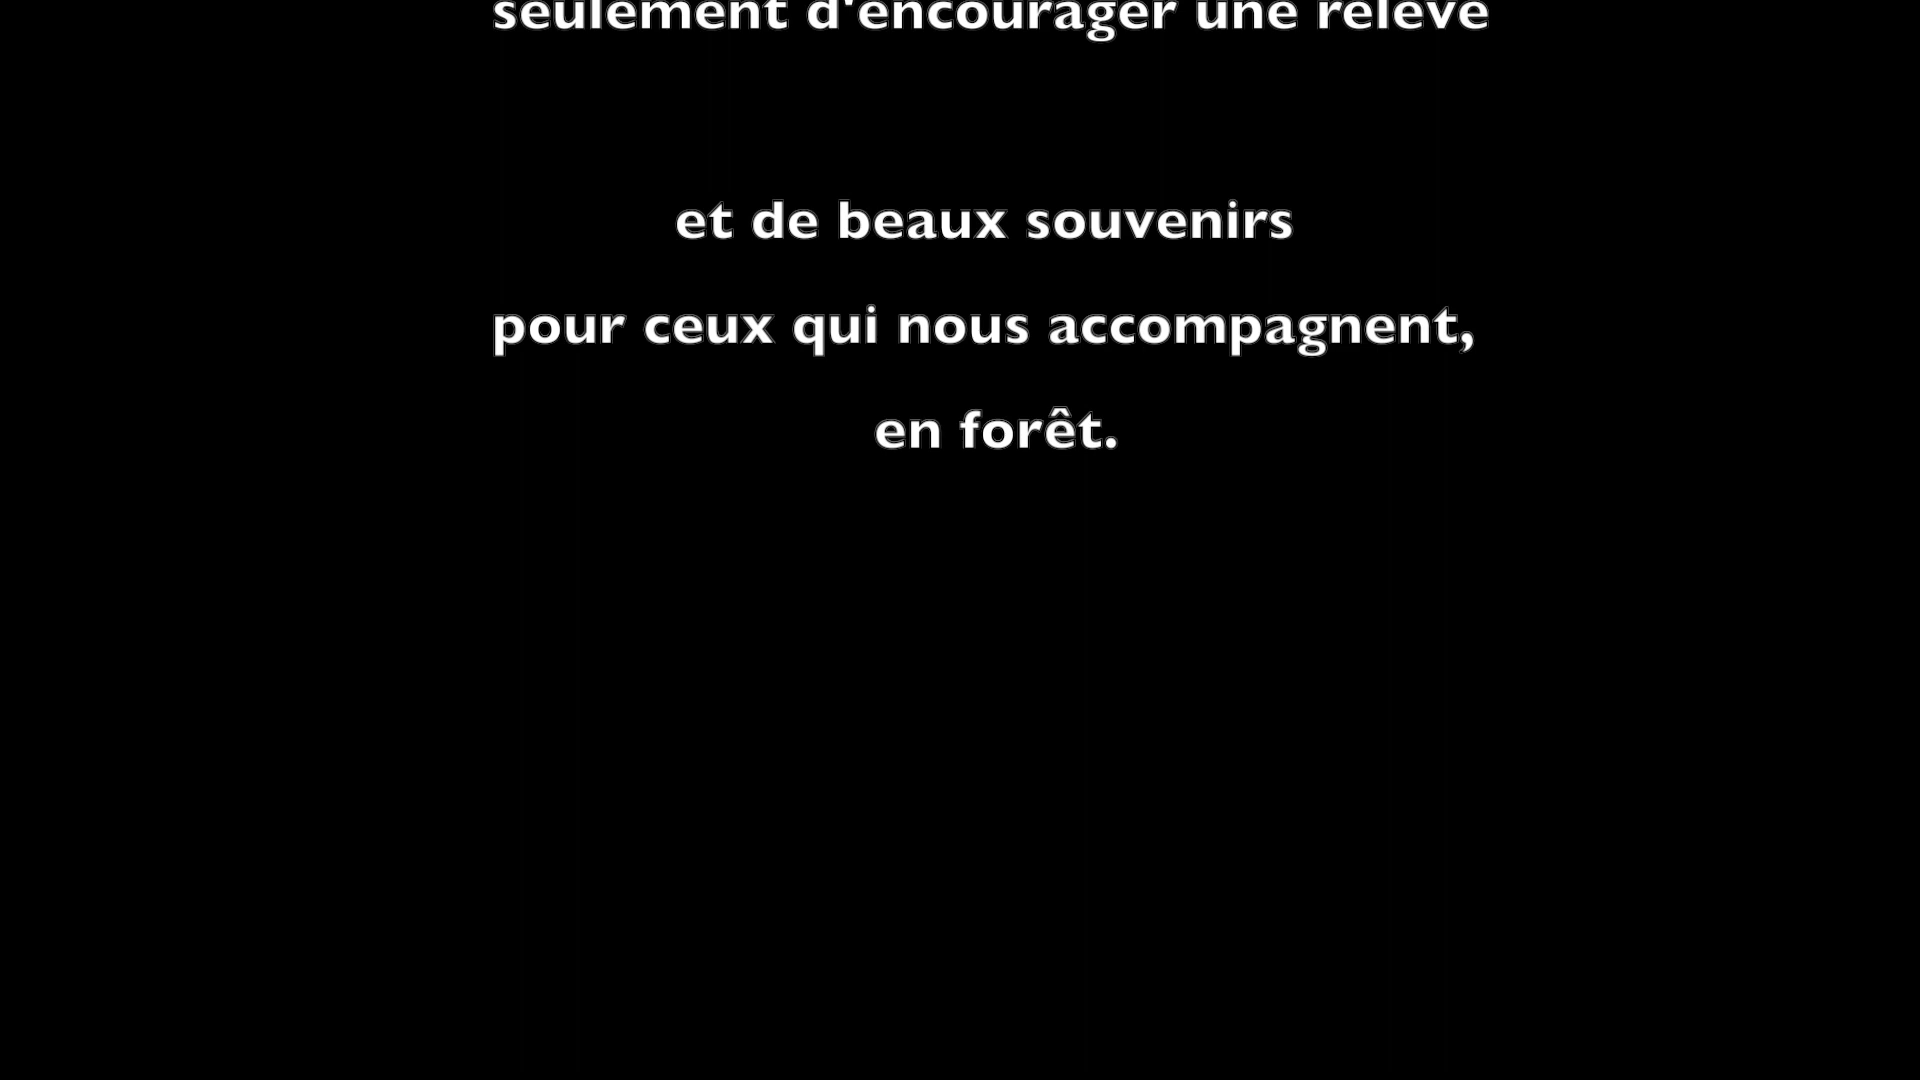 seulement d'encourager une relève
et de beaux souvenirs
pour ceux qui nous accompagnent,
en forêt.